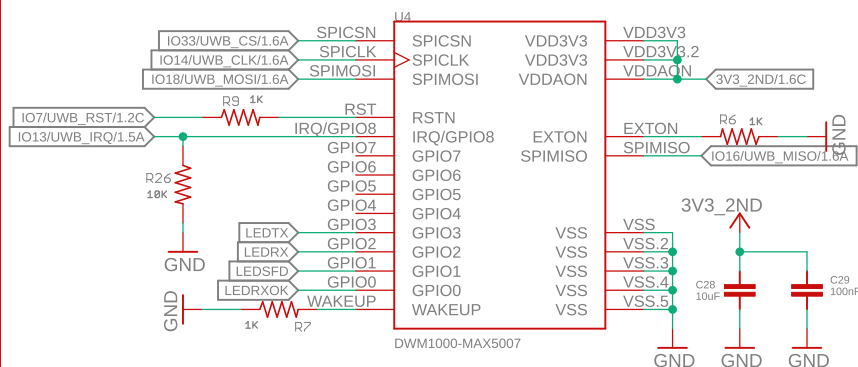 U4
IO33/UWB_CS/1.6A SPICSN SPICSN VDD3V3 VDD3V3
IO14/UWB_CLK/1.6A SPICLK SPICLK VDD3V3 VDD3V3.2
IO18/UWB_MOSI/1.6A SPIMOSI SPIMOSI VDDAON VDDAON 3V3_2ND/1.6C
IO7/UWB_RST/1.2C R9 1K RST RSTN
IO13/UWB_IRQ/1.5A IRQ/GPIO8 IRQ/GPIO8 EXTON EXTON R6 1K GND
GPIO7 GPIO7 SPIMISO SPIMISO IO16/UWB_MISO/1.6A
R26 10K GND
GPIO6 GPIO6
GPIO5 GPIO5
GPIO4 GPIO4
LEDTX GPIO3 GPIO3 VSS VSS
LEDRX GPIO2 GPIO2 VSS VSS.2
LEDSFD GPIO1 GPIO1 VSS VSS.3
LEDRXOK GPIO0 GPIO0 VSS VSS.4
GND 1K R7 WAKEUP WAKEUP VSS VSS.5
GND
DWM1000-MAX5007
3V3_2ND
C28
10uF
GND
C29
100nF
GND